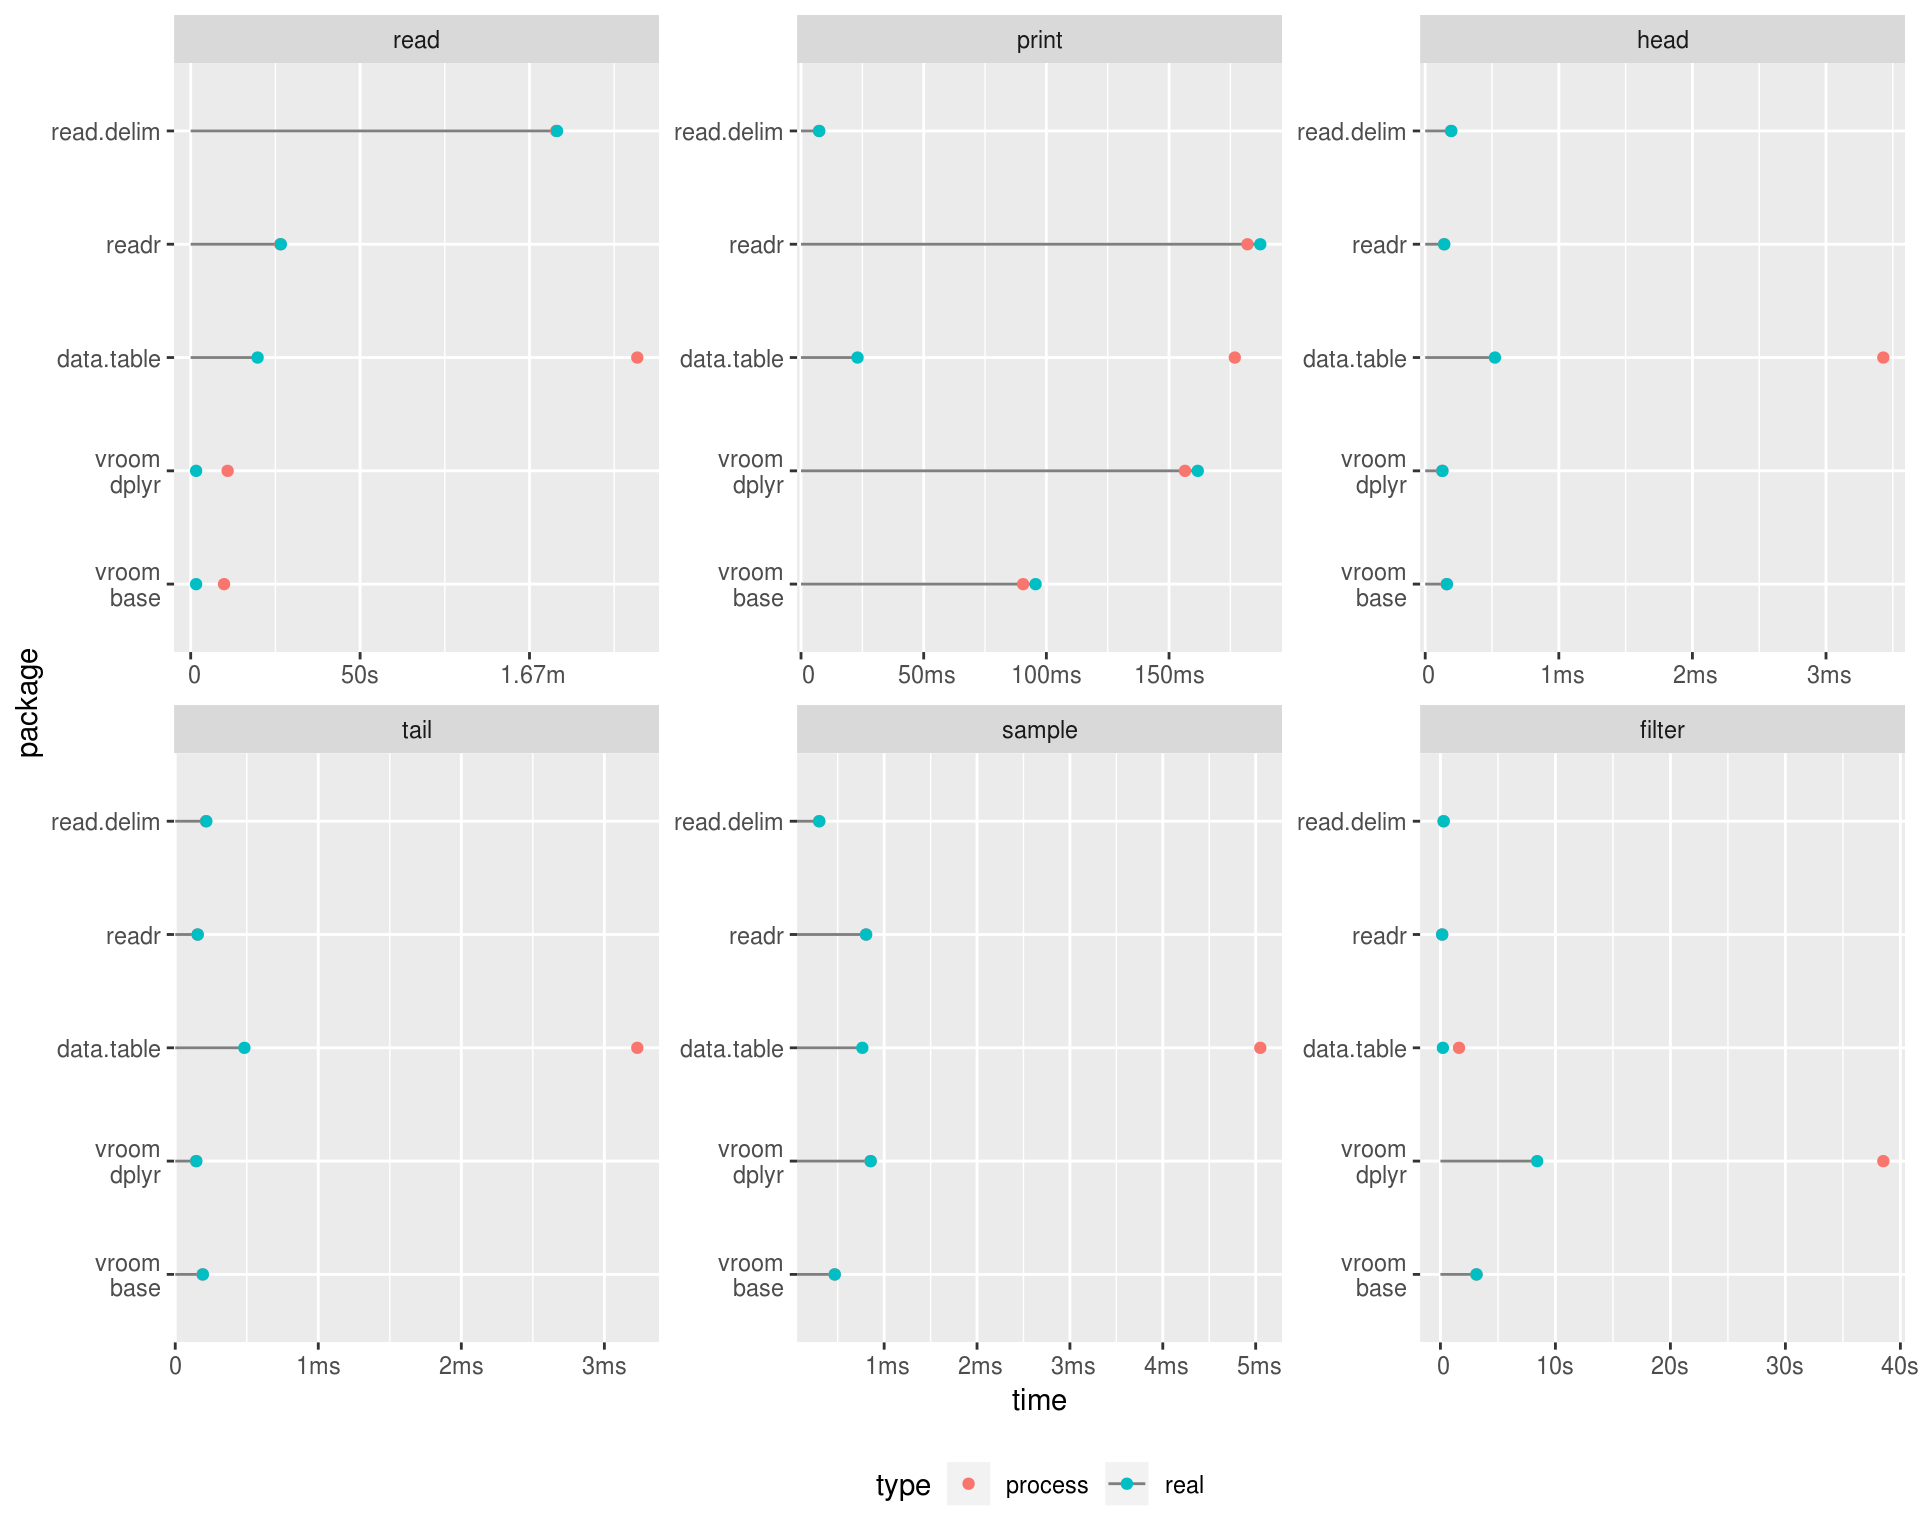 read
print
head
read.delim
readr
data.table
vroom
dplyr
vroom
base
0
50s
1.67m
read.delim
readr
data.table
vroom
dplyr
vroom
base
0
50ms
100ms
150ms
read.delim
readr
data.table
vroom
dplyr
vroom
base
0
1ms
2ms
3ms
package
tail
sample
filter
read.delim
readr
data.table
vroom
dplyr
vroom
base
0
1ms
2ms
3ms
read.delim
readr
data.table
vroom
dplyr
vroom
base
1ms
2ms
3ms
4ms
5ms
read.delim
readr
data.table
vroom
dplyr
vroom
base
0
10s
20s
30s
40s
time
type
process
real